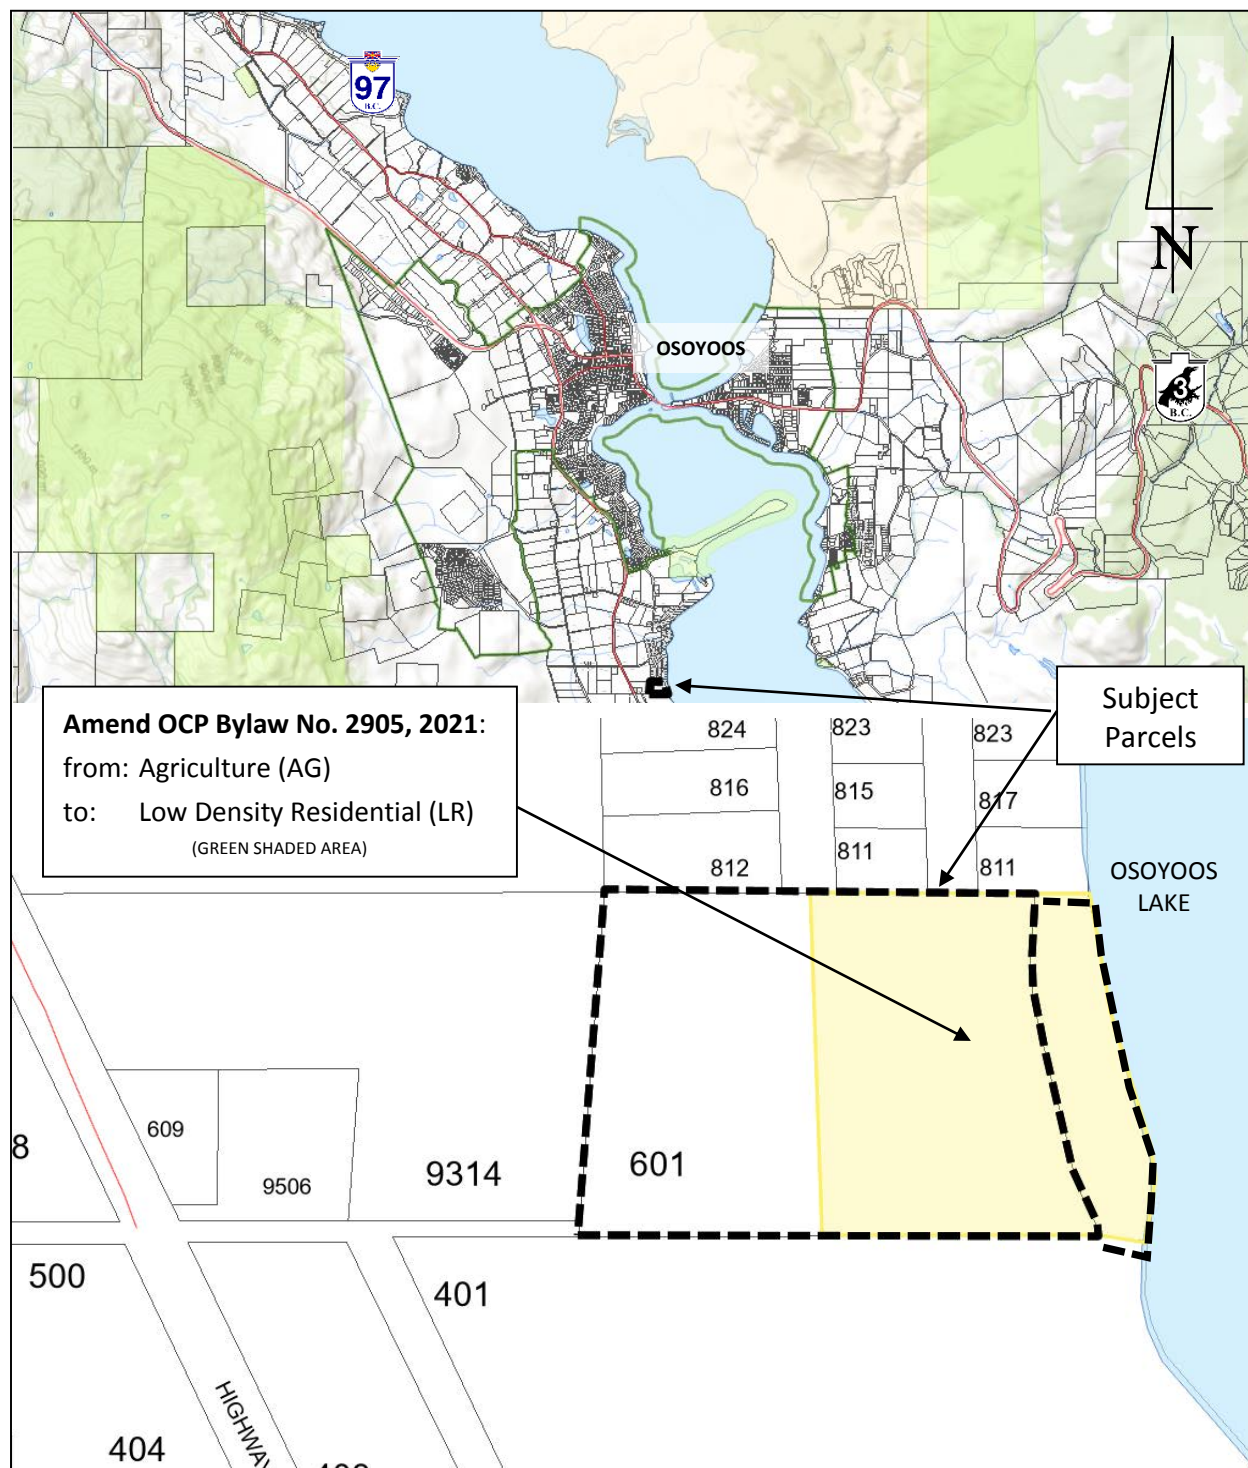 97
B.C.
N
OSOYOOS
3
B.C.
Subject
Parcels
Amend OCP Bylaw No. 2905, 2021:
from: Agriculture (AG)
to: Low Density Residential (LR)
(GREEN SHADED AREA)
824
823
823
816
815
817
812
811
811
OSOYOOS
LAKE
609
8
9506
9314
601
500
401
HIGHWAY
404